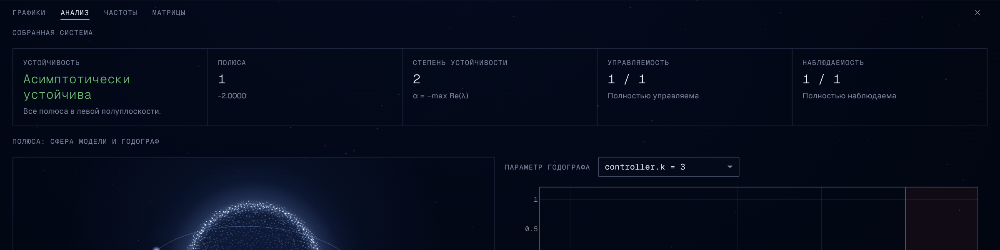 ГРАФИКИ АНАЛИЗ ЧАСТОТЫ МАТРИЦЫ ×
СОБРАННАЯ СИСТЕМА
УСТОЙЧИВОСТЬ
Асимптотически
устойчива
Все полюса в левой полуплоскости.
ПОЛЮСА
1
-2.0000
СТЕПЕНЬ УСТОЙЧИВОСТИ
2
α = −max Re(λ)
УПРАВЛЯЕМОСТЬ
1 / 1
Полностью управляема
НАБЛЮДАЕМОСТЬ
1 / 1
Полностью наблюдаема
ПОЛЮСА: СФЕРА МОДЕЛИ И ГОДОГРАФ
ПАРАМЕТР ГОДОГРАФА controller.k = 3
1
0.5